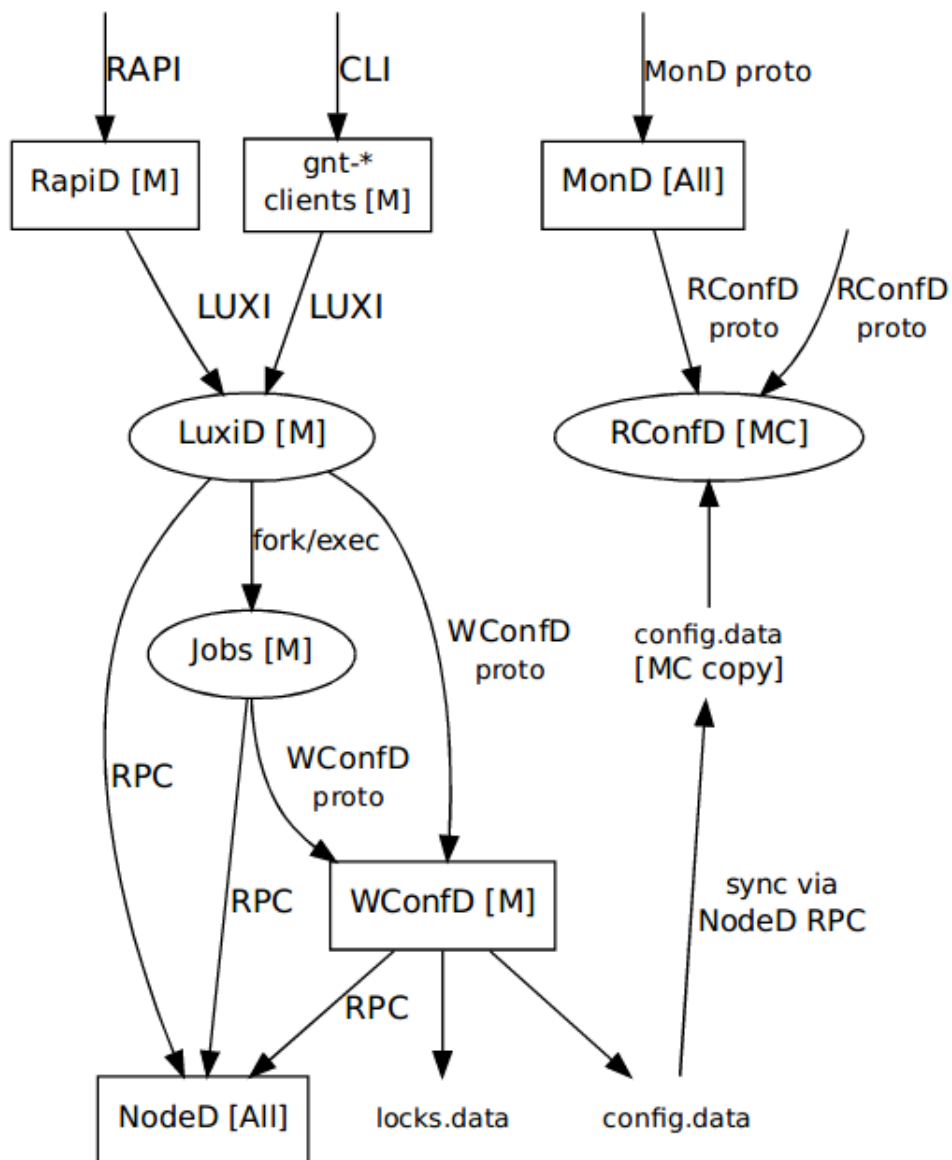 RAPI
CLI
MonD proto
RapiD [M]
gnt-*
clients [M]
MonD [All]
LUXI
LUXI
RConfD
proto
RConfD
proto
LuxiD [M]
RConfD [MC]
fork/exec
Jobs [M]
WConfD
proto
config.data
[MC copy]
RPC
WConfD
proto
RPC
WConfD [M]
sync via
NodeD RPC
RPC
NodeD [All]
locks.data
config.data